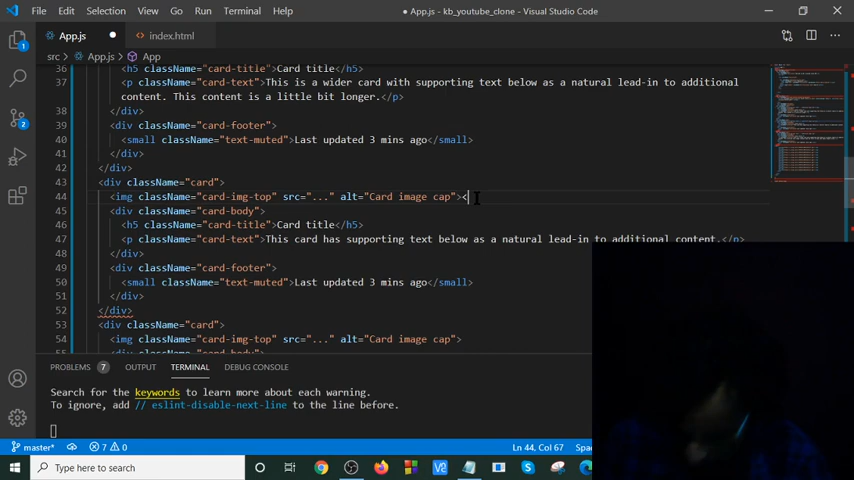 File Edit Selection View Go Run Terminal Help ● App.js - kb_youtube_clone - Visual Studio Code
App.js index.html
src > App.js > App
36 <h5 className="card-title">Card title</h5>
37 <p className="card-text">This is a wider card with supporting text below as a natural lead-in to additional
content. This content is a little bit longer.</p>
38 </div>
39 <div className="card-footer">
40 <small className="text-muted">Last updated 3 mins ago</small>
41 </div>
42 </div>
43 <div className="card">
44 <img className="card-img-top" src="..." alt="Card image cap"><
45 <div className="card-body">
46 <h5 className="card-title">Card title</h5>
47 <p className="card-text">This card has supporting text below as a natural lead-in to additional content.</p>
48 </div>
49 <div className="card-footer">
50 <small className="text-muted">Last updated 3 mins ago</small>
51 </div>
52 </div>
53 <div className="card">
54 <img className="card-img-top" src="..." alt="Card image cap">
55 <div className="card-body">
PROBLEMS 7 OUTPUT TERMINAL DEBUG CONSOLE
Search for the keywords to learn more about each warning.
To ignore, add // eslint-disable-next-line to the line before.
master* 7 0 Ln 44, Col 67
Type here to search